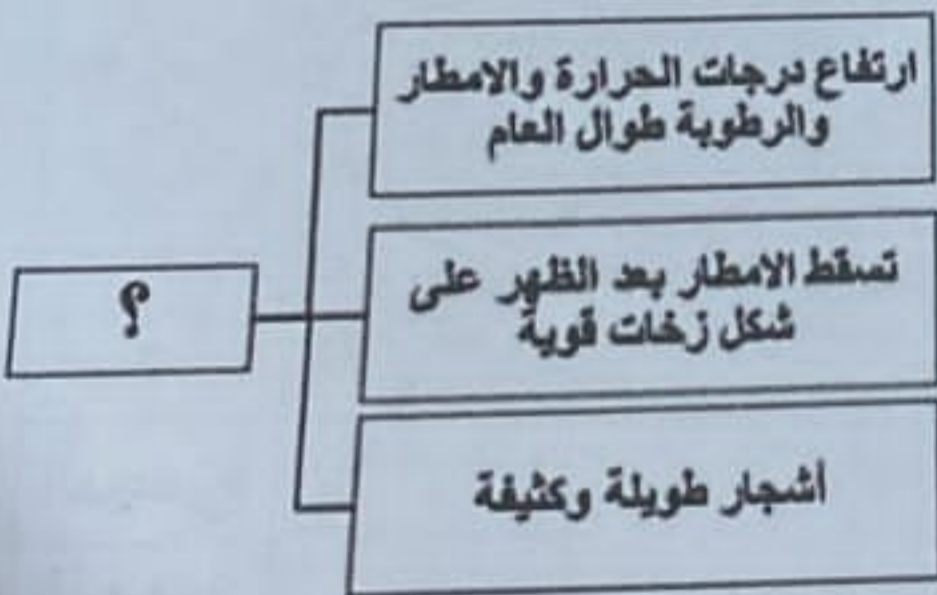 ارتفاع درجات الحرارة والامطار
والرطوبة طوال العام
تسقط الامطار بعد الظهر على
شكل زخات قوية
؟
أشجار طويلة وكثيفة